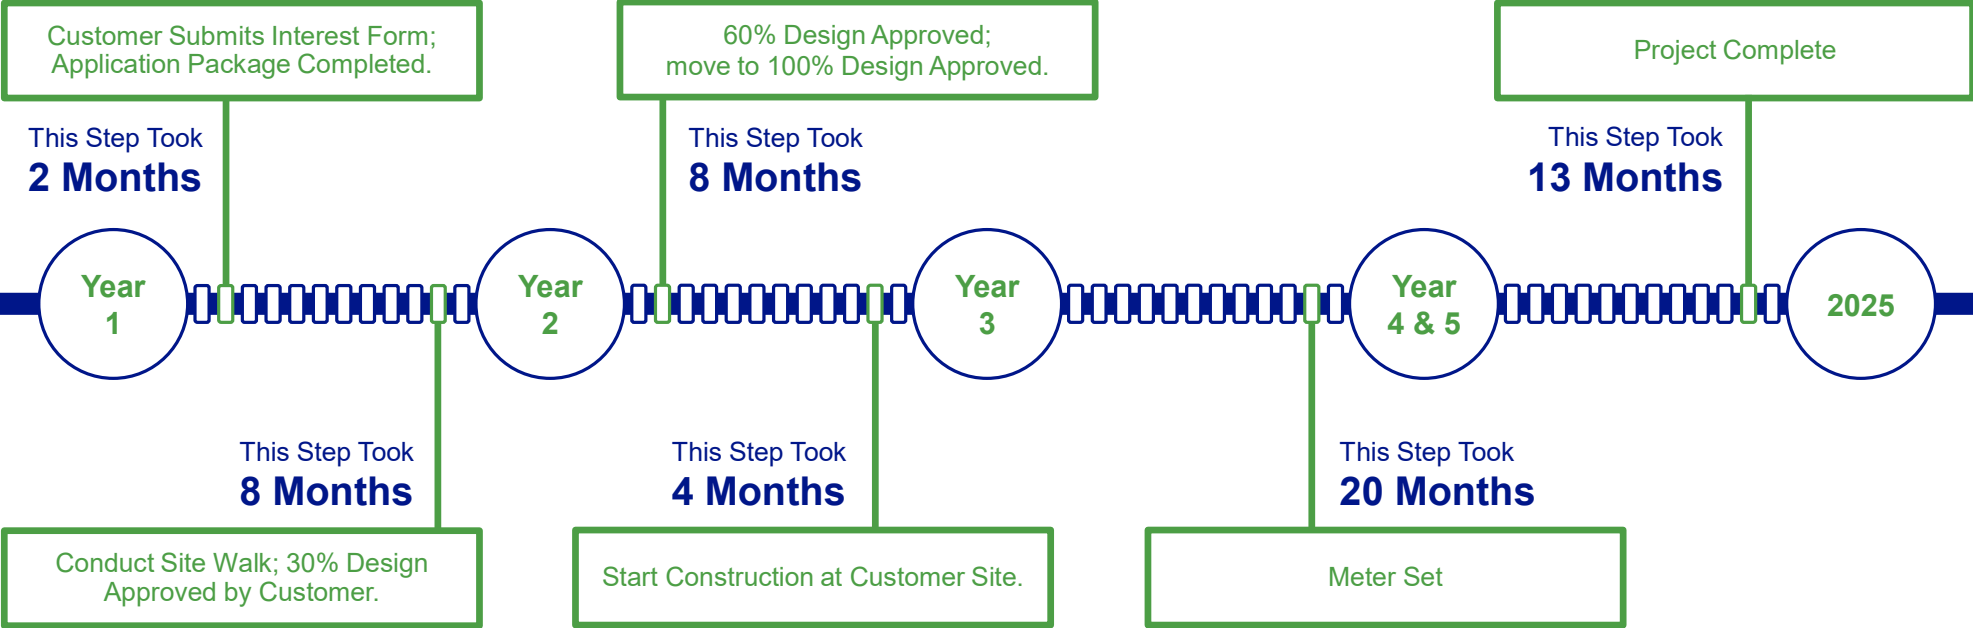 Customer Submits Interest Form;
Application Package Completed.
60% Design Approved;
move to 100% Design Approved.
Project Complete
This Step Took
2 Months
This Step Took
8 Months
This Step Took
13 Months
Year
1
Year
2
Year
3
Year
4 & 5
2025
This Step Took
8 Months
This Step Took
4 Months
This Step Took
20 Months
Conduct Site Walk; 30% Design
Approved by Customer.
Start Construction at Customer Site.
Meter Set